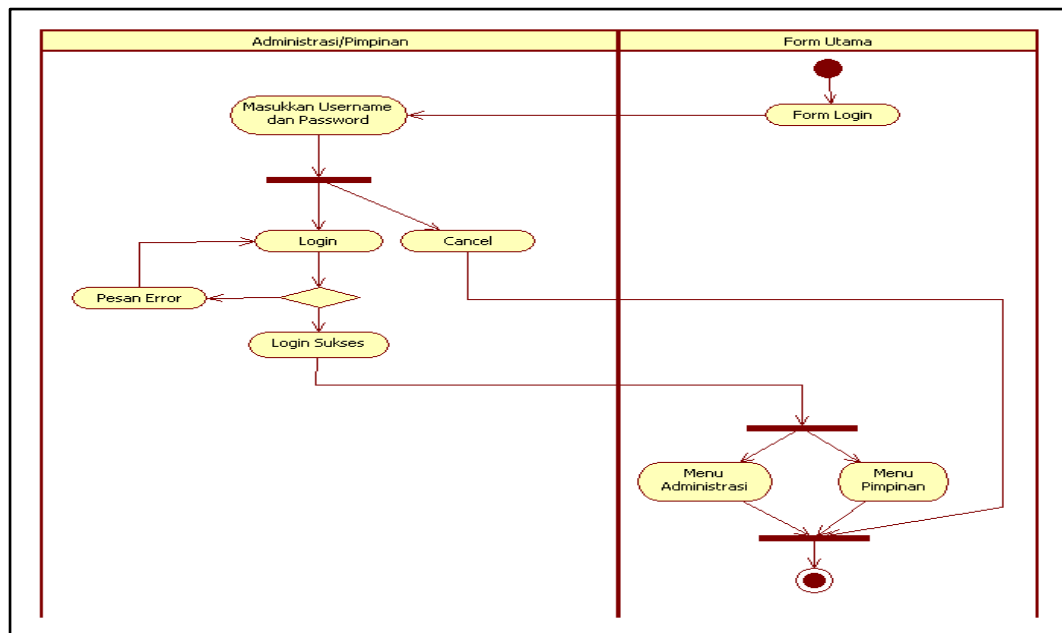 Administrasi/Pimpinan
Form Utama
Masukkan Username
dan Password
Form Login
Login
Cancel
Pesan Error
Login Sukses
Menu
Administrasi
Menu
Pimpinan